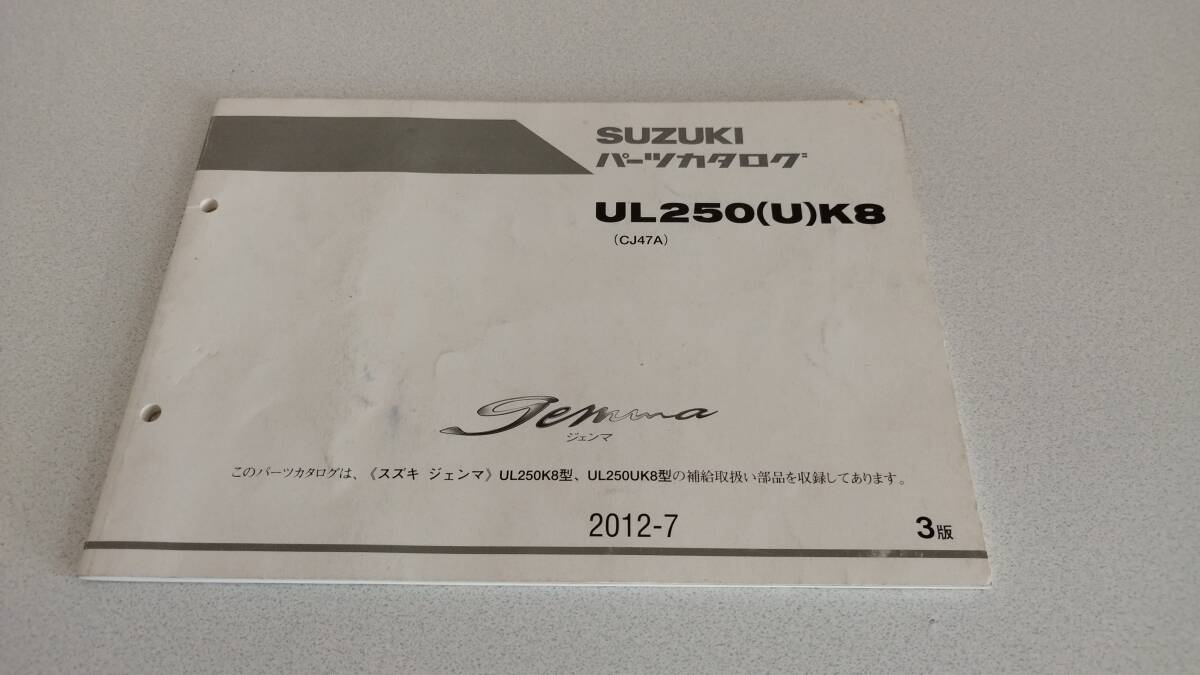 SUZUKI
パーツカタログ
UL250(U)K8
(CJ47A)
Gemma
ジェンマ
このパーツカタログは、《スズキ ジェンマ》UL250K8型、UL250UK8型の補給取扱い部品を収録してあります。
2012-7
3版